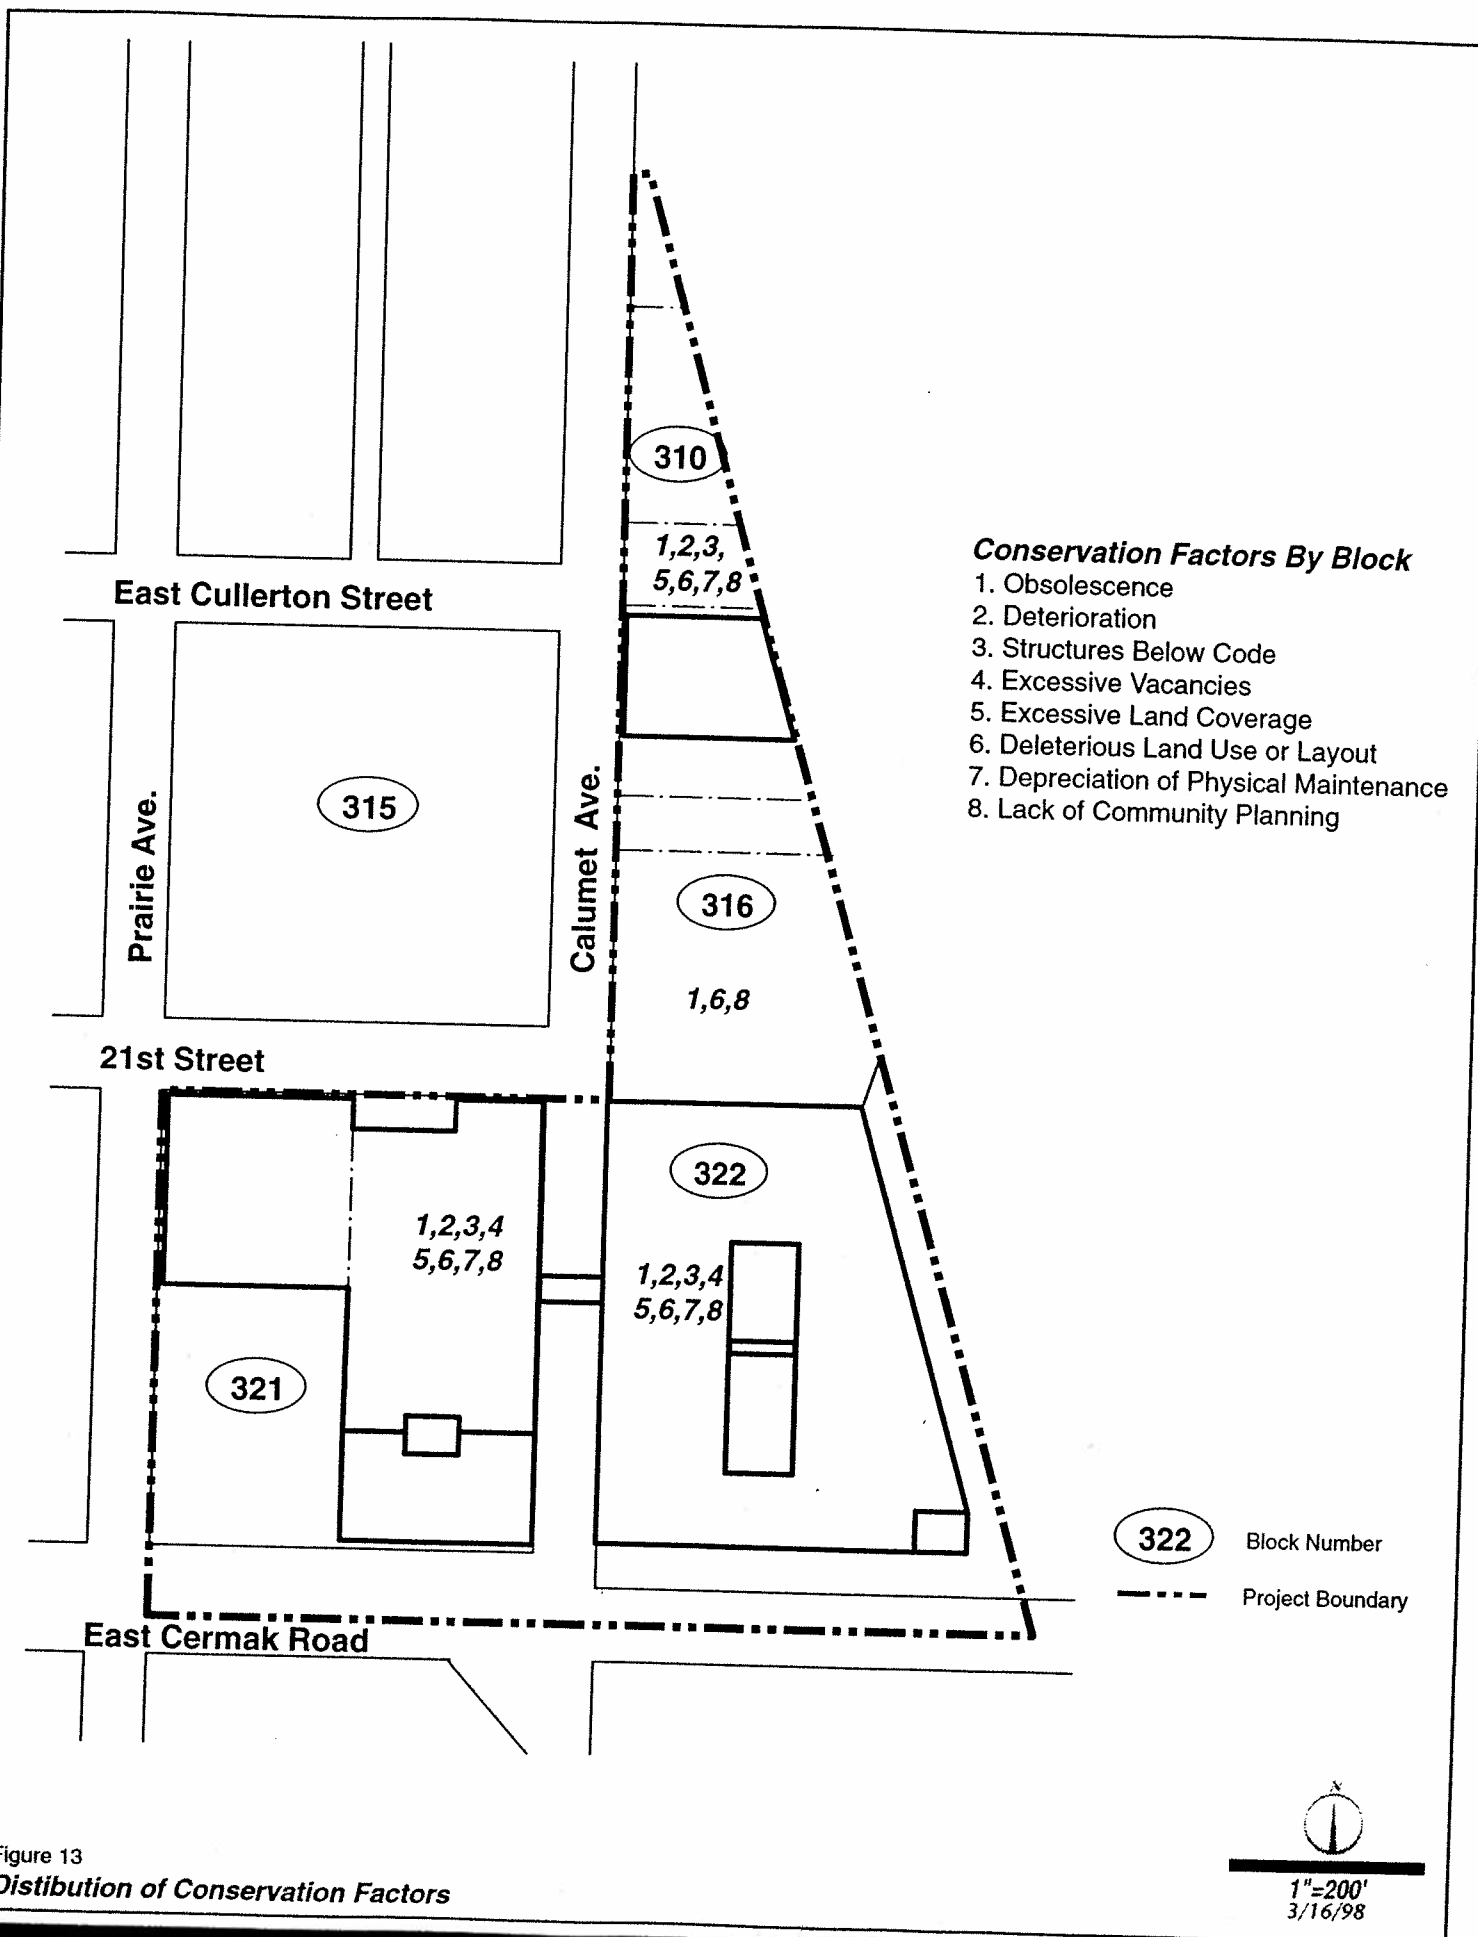 310
1,2,3,
5,6,7,8
Conservation Factors By Block
1. Obsolescence
2. Deterioration
3. Structures Below Code
4. Excessive Vacancies
5. Excessive Land Coverage
6. Deleterious Land Use or Layout
7. Depreciation of Physical Maintenance
8. Lack of Community Planning
East Cullerton Street
315
Prairie Ave.
Calumet Ave.
316
1,6,8
21st Street
322
1,2,3,4
5,6,7,8
1,2,3,4
5,6,7,8
321
322 Block Number
Project Boundary
East Cermak Road
N
Figure 13
Distibution of Conservation Factors
1"=200'
3/16/98